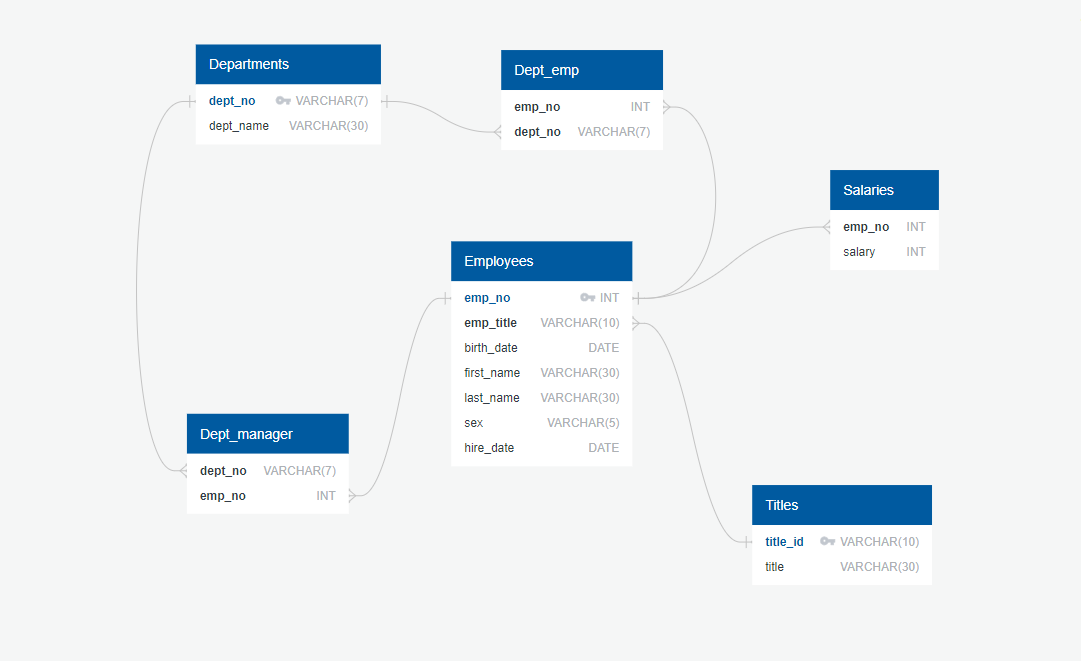 Departments
dept_no VARCHAR(7)
dept_name VARCHAR(30)
Dept_emp
emp_no INT
dept_no VARCHAR(7)
Salaries
emp_no INT
salary INT
Employees
emp_no INT
emp_title VARCHAR(10)
birth_date DATE
first_name VARCHAR(30)
last_name VARCHAR(30)
sex VARCHAR(5)
hire_date DATE
Dept_manager
dept_no VARCHAR(7)
emp_no INT
Titles
title_id VARCHAR(10)
title VARCHAR(30)